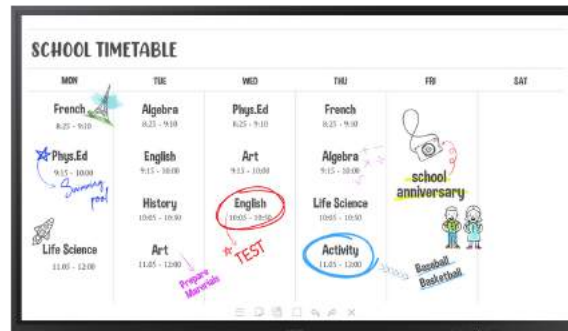 SCHOOL TIMETABLE
MON TUE WED THU FRI SAT
French
8:25 - 9:10
Phys.Ed
9:15 - 10:00
Swimming
pool
Life Science
11.05 - 12:00
Algebra
8:25 - 9:10
English
9:15 - 10:00
History
10:05 - 10:50
Art
11.05 - 12:00
Prepare
Materials
Phys.Ed
8:25 - 9:10
Art
9:15 - 10:00
English
10:05 - 10:50
TEST
French
8:25 - 9:10
Algebra
9:15 - 10:00
Life Science
10:05 - 10:50
Activity
11.05 - 12:00
school
anniversary
Baseball
Basketball